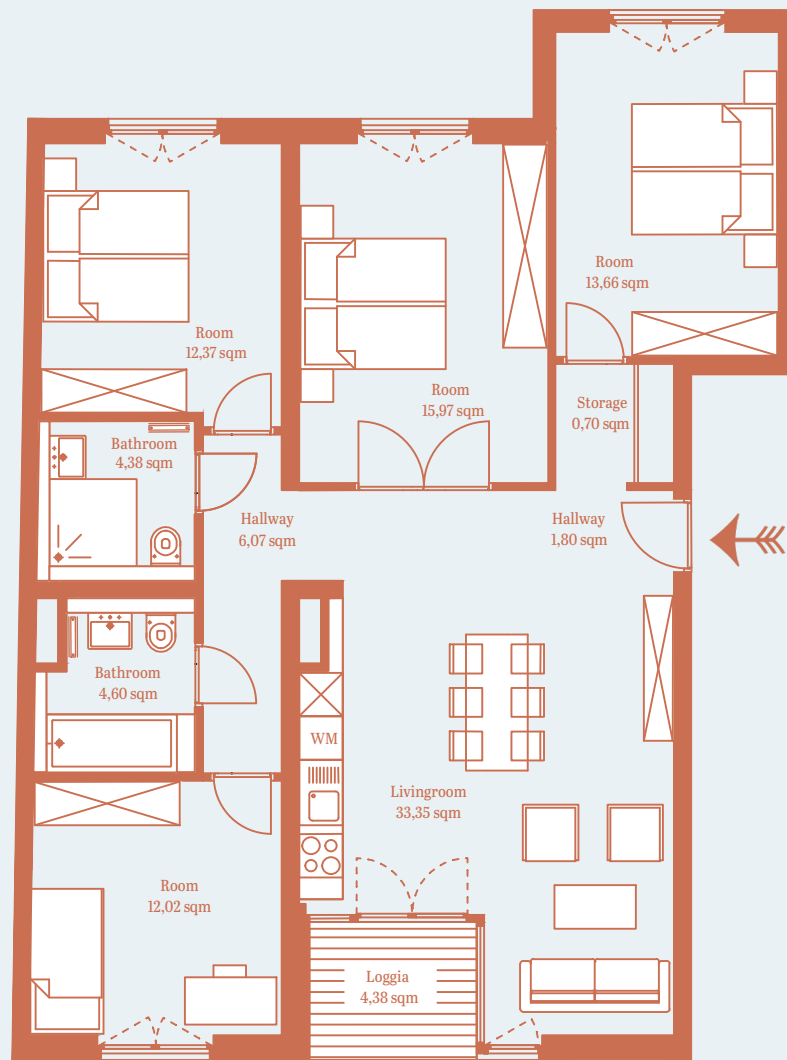 Room
13,66 sqm
Room
12,37 sqm
Room
15,97 sqm
Storage
0,70 sqm
Bathroom
4,38 sqm
Hallway
6,07 sqm
Hallway
1,80 sqm
Bathroom
4,60 sqm
WM
Livingroom
33,35 sqm
Room
12,02 sqm
Loggia
4,38 sqm